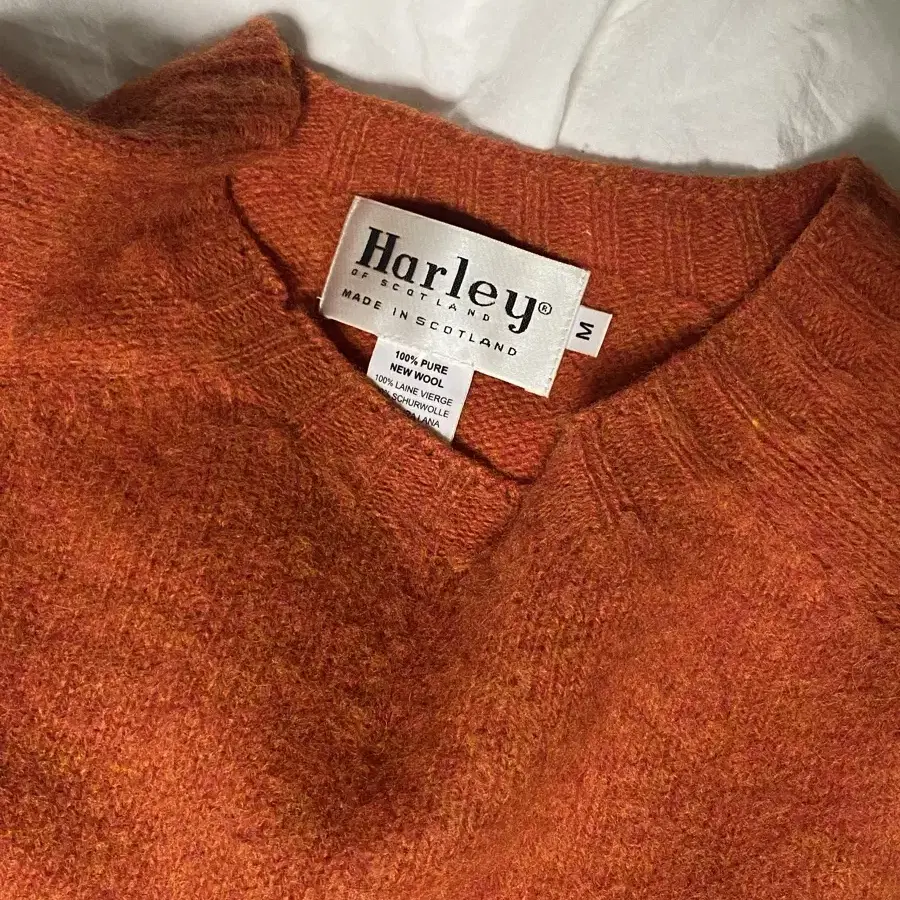 Harley®
OF SCOTLAND
MADE IN SCOTLAND
M
100% PURE
NEW WOOL
100% LAINE VIERGE
SCHURWOLLE
LANA